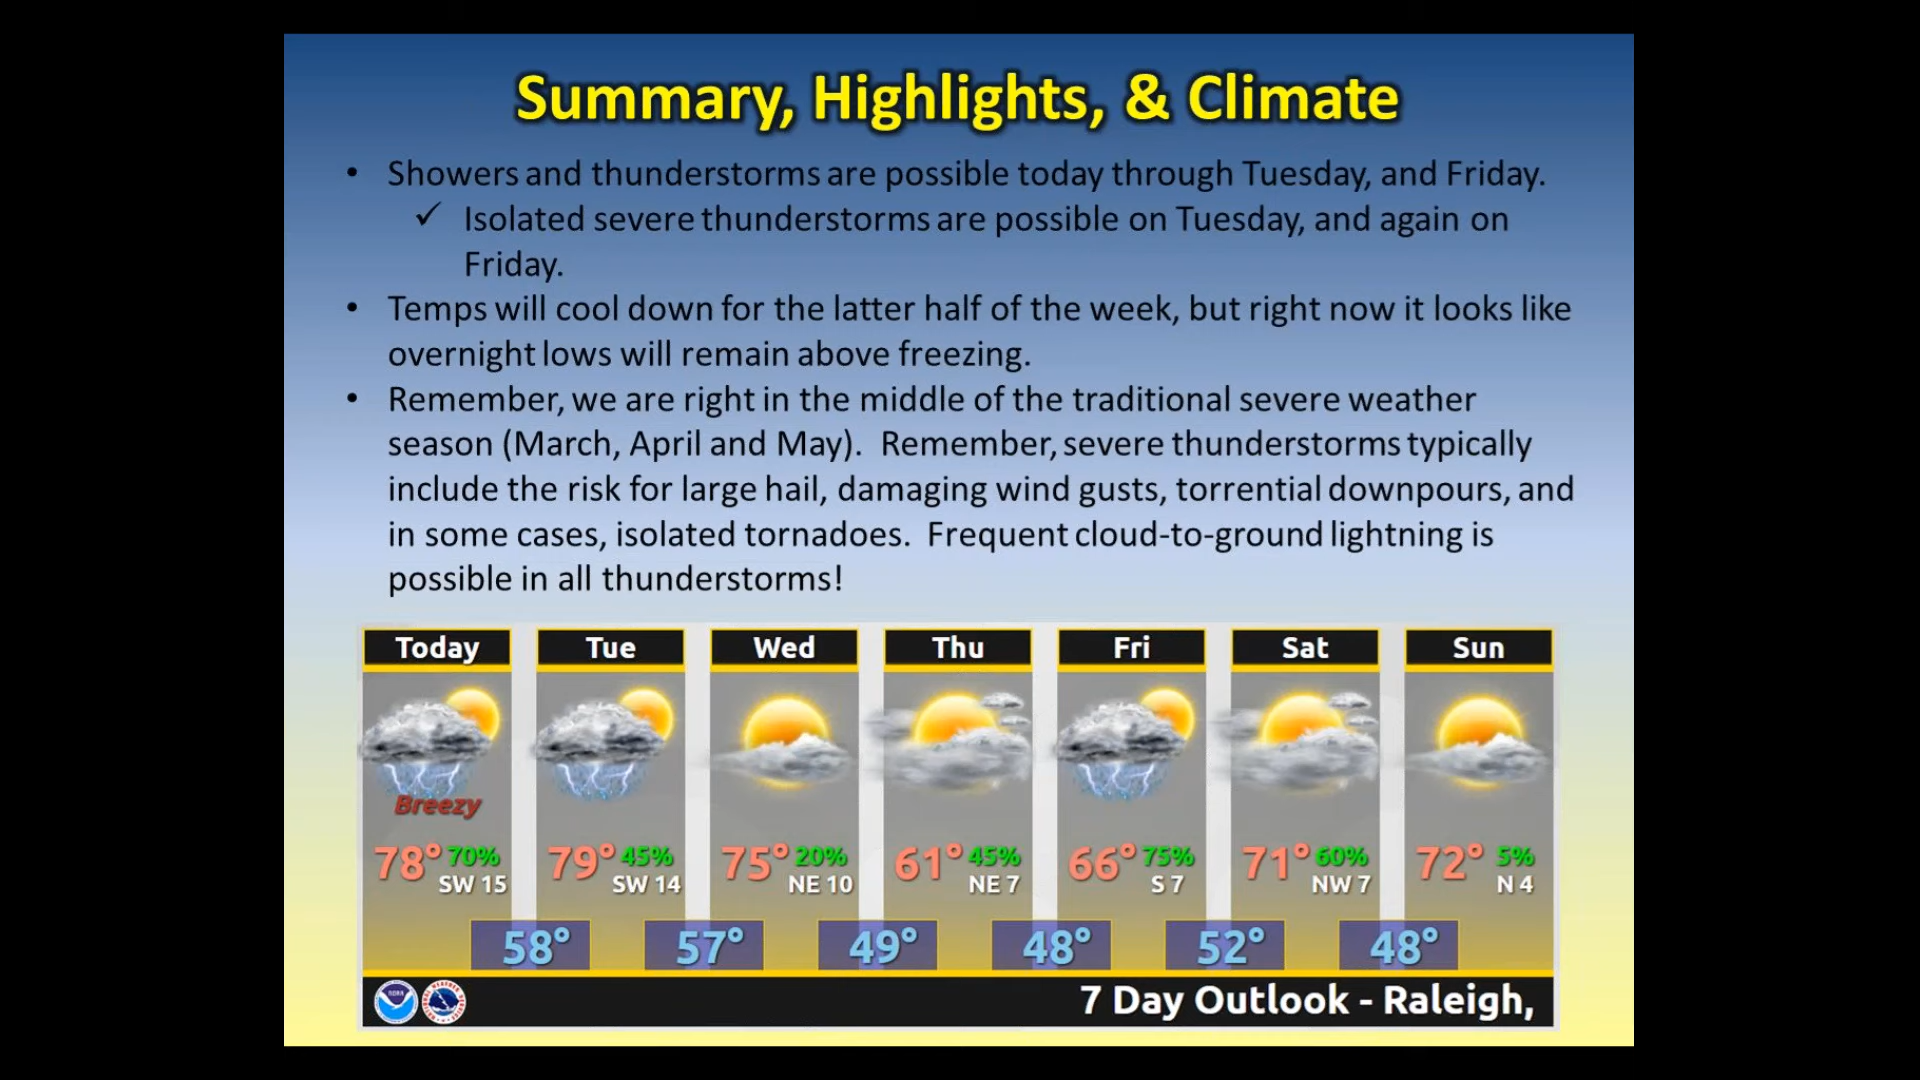 Summary, Highlights, & Climate
• Showers and thunderstorms are possible today through Tuesday, and Friday.
✓ Isolated severe thunderstorms are possible on Tuesday, and again on
Friday.
• Temps will cool down for the latter half of the week, but right now it looks like
overnight lows will remain above freezing.
• Remember, we are right in the middle of the traditional severe weather
season (March, April and May).  Remember, severe thunderstorms typically
include the risk for large hail, damaging wind gusts, torrential downpours, and
in some cases, isolated tornadoes.  Frequent cloud-to-ground lightning is
possible in all thunderstorms!
Today Tue Wed Thu Fri Sat Sun
Breezy
78° 70% 79° 45% 75° 20% 61° 45% 66° 75% 71° 60% 72° 5%
SW 15 SW 14 NE 10 NE 7 S 7 NW 7 N 4
58° 57° 49° 48° 52° 48°
7 Day Outlook - Raleigh,